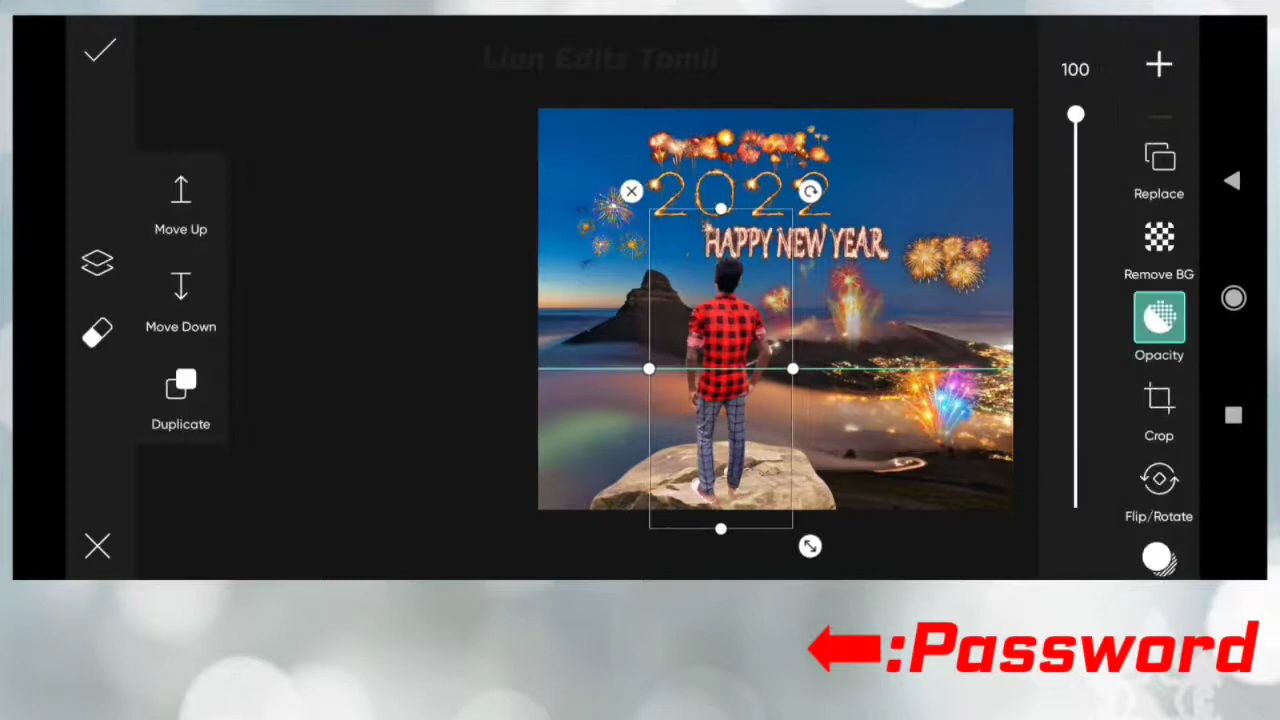 Lian Edits Tamil
100
Replace
Move Up
2022
HAPPY NEW YEAR
Remove BG
Move Down
Opacity
Duplicate
Crop
Flip/Rotate
:Password